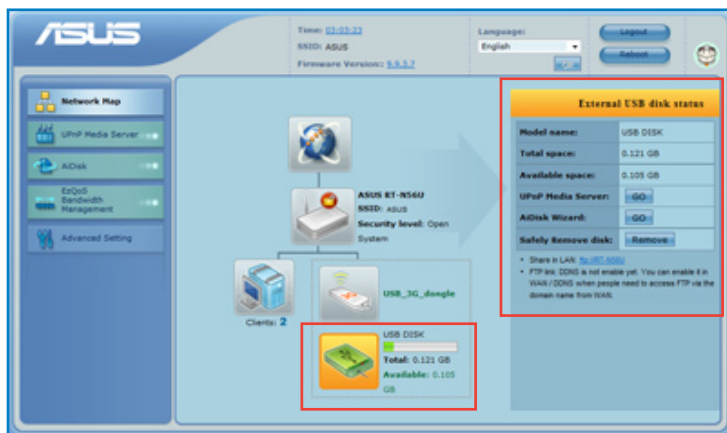 ASUS
Time: 03:03:23
SSID: ASUS
Firmware Version: 9.9.3.7
Language:
English
Logout
Reboot
Network Map
UPnP Media Server
AiDisk
EzQoS
Bandwidth
Management
Advanced Setting
ASUS RT-N56U
SSID: ASUS
Security level: Open
System
Clients: 2
USB_3G_dongle
USB DISK
Total: 0.121 GB
Available: 0.105
GB
External USB disk status
Model name: USB DISK
Total space: 0.121 GB
Available space: 0.105 GB
UPnP Media Server: GO
AiDisk Wizard: GO
Safely Remove disk: Remove
• Share in LAN: ftp://RT-N56U
• FTP link: DDNS is not enable yet. You can enable it in
WAN / DDNS when people need to access FTP via the
domain name from WAN.